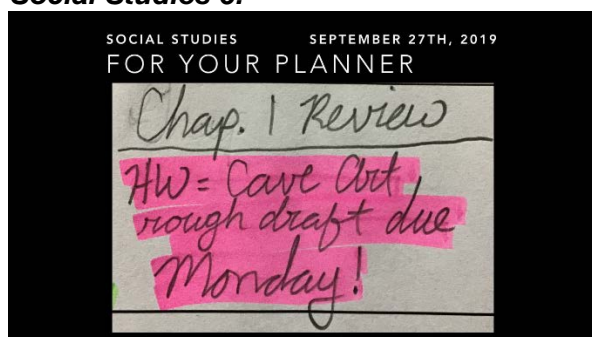 Social Studies 6:
SOCIAL STUDIES SEPTEMBER 27TH, 2019
FOR YOUR PLANNER
Chap. 1 Review
HW = Cave Art
rough draft due
Monday!